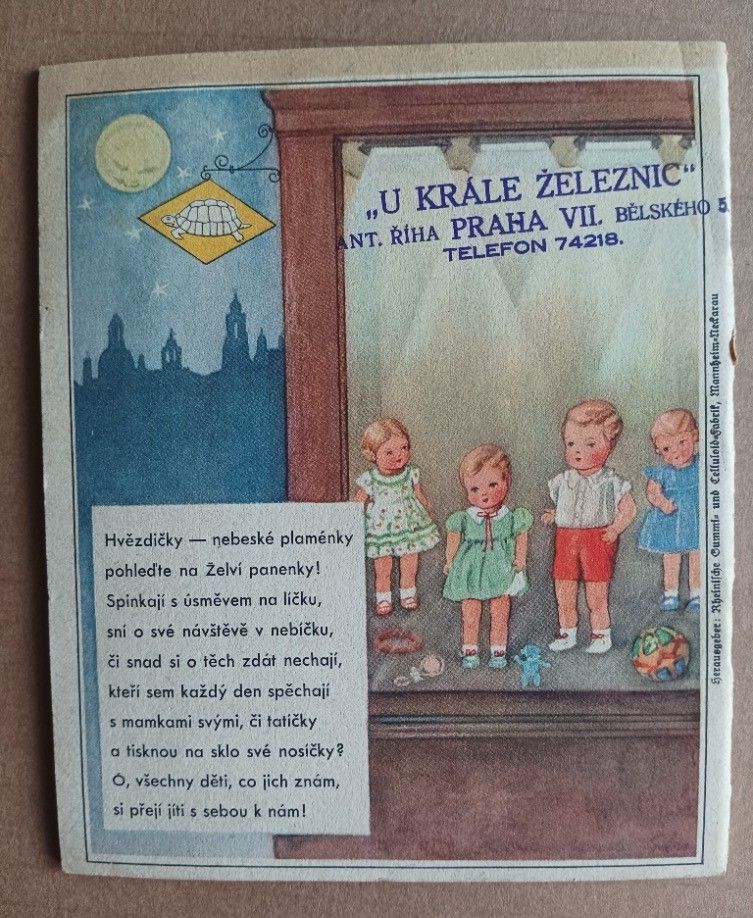 „U KRÁLE ŽELEZNIC“
ANT. ŘÍHA PRAHA VII. BĚLSKÉHO 5
TELEFON 74218.
Hvězdičky — nebeské plaménky
pohleďte na Želví panenky!
Spinkají s úsměvem na líčku,
sní o své návštěvě v nebíčku,
či snad si o těch zdát nechají,
kteří sem každý den spěchají
s mamkami svými, či tatíčky
a tisknou na sklo své nosíčky?
Ó, všechny děti, co jich znám,
si přejí jíti s sebou k nám!
Herausgeber: Rheinische Gummi- und Celluloid-Fabrik, Mannheim-Neckarau